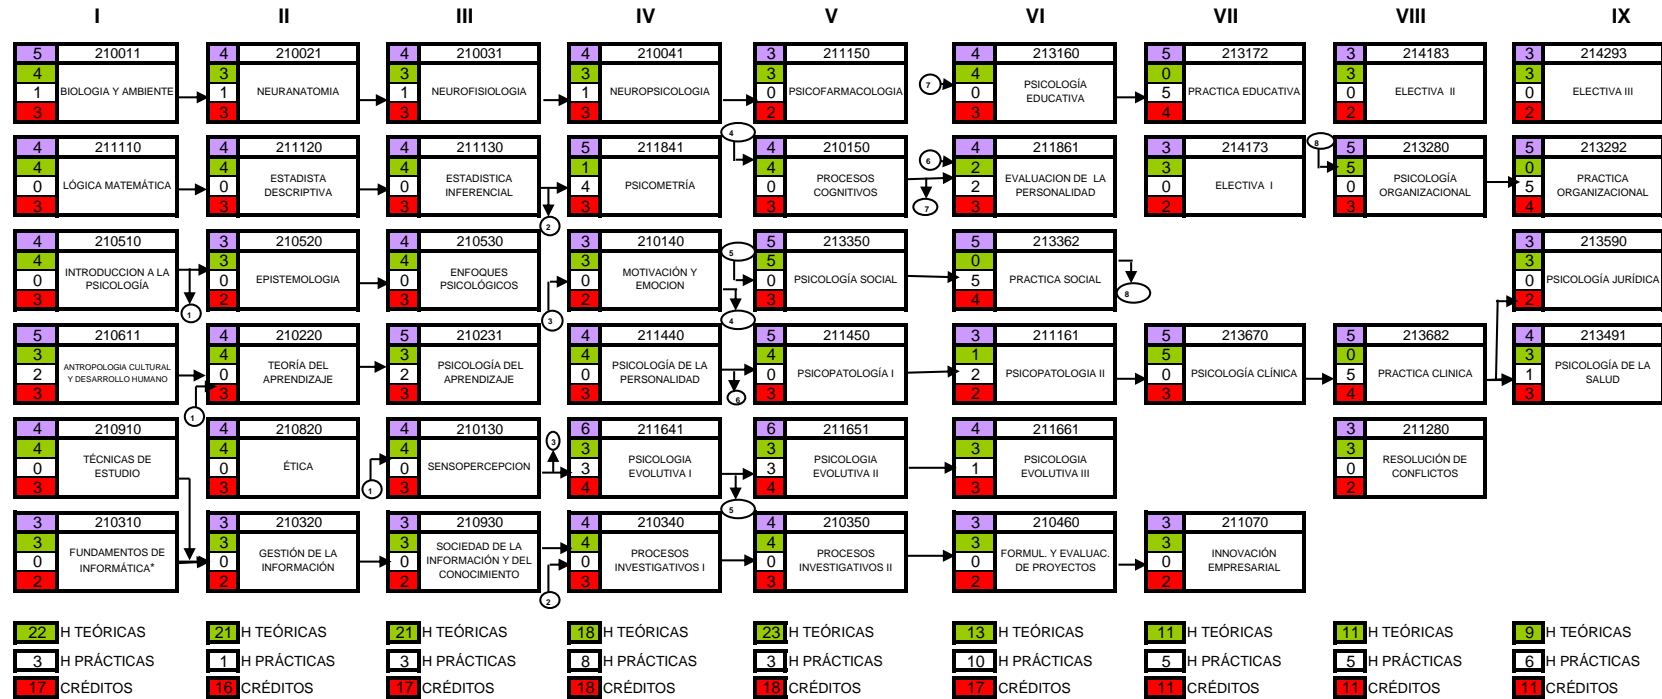 I II III IV V VI VII VIII IX
5 210011 4 210021 4 210031 4 210041 3 211150 4 213160 5 213172 3 214183 3 214293
4 3 3 3 3 4 0 3 3
BIOLOGIA Y AMBIENTE NEURANATOMIA NEUROFISIOLOGIA NEUROPSICOLOGIA PSICOFARMACOLOGIA 7 PSICOLOGÍA EDUCATIVA PRACTICA EDUCATIVA ELECTIVA II ELECTIVA III
1 1 1 1 0 0 5 0 0
3 3 3 3 2 3 4 2 2
4 211110 4 211120 4 211130 5 211841 4 5 210150 4 211861 3 214173 8 5 213280 5 213292
4 4 4 1 4 6 2 3 5 0
LÓGICA MATEMÁTICA ESTADISTA DESCRIPTIVA ESTADISTICA INFERENCIAL PSICOMETRÍA PROCESOS COGNITIVOS EVALUACION DE LA PERSONALIDAD ELECTIVA I PSICOLOGÍA ORGANIZACIONAL PRACTICA ORGANIZACIONAL
0 0 0 4 0 2 0 0 5
3 3 3 2 3 3 7 3 2 3 4
4 210510 3 210520 4 210530 3 210140 5 5 213350 5 213362 3 213590
4 3 4 3 5 0 3
INTRODUCCION A LA PSICOLOGÍA EPISTEMOLOGIA ENFOQUES PSICOLÓGICOS MOTIVACIÓN Y EMOCION PSICOLOGÍA SOCIAL PRACTICA SOCIAL PSICOLOGÍA JURÍDICA
0 0 0 0 0 5 8 0
3 1 2 3 3 2 4 3 4 2
5 210611 4 210220 5 210231 4 211440 5 211450 3 211161 5 213670 5 213682 4 213491
3 4 3 4 4 1 5 0 3
ANTROPOLOGIA CULTURAL Y DESARROLLO HUMANO TEORÍA DEL APRENDIZAJE PSICOLOGÍA DEL APRENDIZAJE PSICOLOGÍA DE LA PERSONALIDAD PSICOPATOLOGÍA I PSICOPATOLOGIA II PSICOLOGÍA CLÍNICA PRACTICA CLINICA PSICOLOGÍA DE LA SALUD
2 0 2 0 0 2 0 5 1
3 1 3 3 3 6 3 2 3 4 3
4 210910 4 210820 4 210130 3 6 211641 6 211651 4 211661 3 211280
4 4 4 3 3 3 3
TÉCNICAS DE ESTUDIO ÉTICA SENSOPERCEPCION PSICOLOGIA EVOLUTIVA I PSICOLOGIA EVOLUTIVA II PSICOLOGIA EVOLUTIVA III RESOLUCIÓN DE CONFLICTOS
0 0 0 3 3 1 0
3 3 1 3 4 5 4 3 2
3 210310 3 210320 3 210930 4 210340 4 210350 3 210460 3 211070
3 3 3 4 4 3 3
FUNDAMENTOS DE INFORMÁTICA* GESTIÓN DE LA INFORMACIÓN SOCIEDAD DE LA INFORMACIÓN Y DEL CONOCIMIENTO PROCESOS INVESTIGATIVOS I PROCESOS INVESTIGATIVOS II FORMUL. Y EVALUAC. DE PROYECTOS INNOVACIÓN EMPRESARIAL
0 0 0 0 0 0 0
2 2 2 2 3 3 2 2
22 H TEÓRICAS 21 H TEÓRICAS 21 H TEÓRICAS 18 H TEÓRICAS 23 H TEÓRICAS 13 H TEÓRICAS 11 H TEÓRICAS 11 H TEÓRICAS 9 H TEÓRICAS
3 H PRÁCTICAS 1 H PRÁCTICAS 3 H PRÁCTICAS 8 H PRÁCTICAS 3 H PRÁCTICAS 10 H PRÁCTICAS 5 H PRÁCTICAS 5 H PRÁCTICAS 6 H PRÁCTICAS
17 CRÉDITOS 16 CRÉDITOS 17 CRÉDITOS 18 CRÉDITOS 18 CRÉDITOS 17 CRÉDITOS 11 CRÉDITOS 11 CRÉDITOS 11 CRÉDITOS